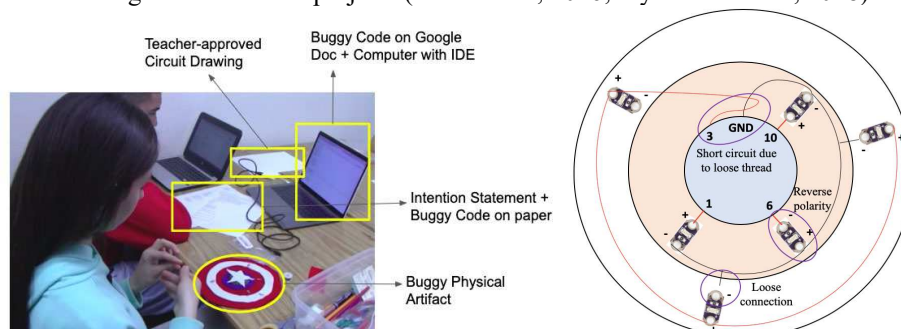 Teacher-approved
Circuit Drawing
Buggy Code on Google
Doc + Computer with IDE
Intention Statement +
Buggy Code on paper
Buggy Physical
Artifact
+
-
3
GND
10
-
+
Short circuit due
to loose thread
-
+
Reverse
polarity
1
6
+
-
-
+
Loose
connection
+
-